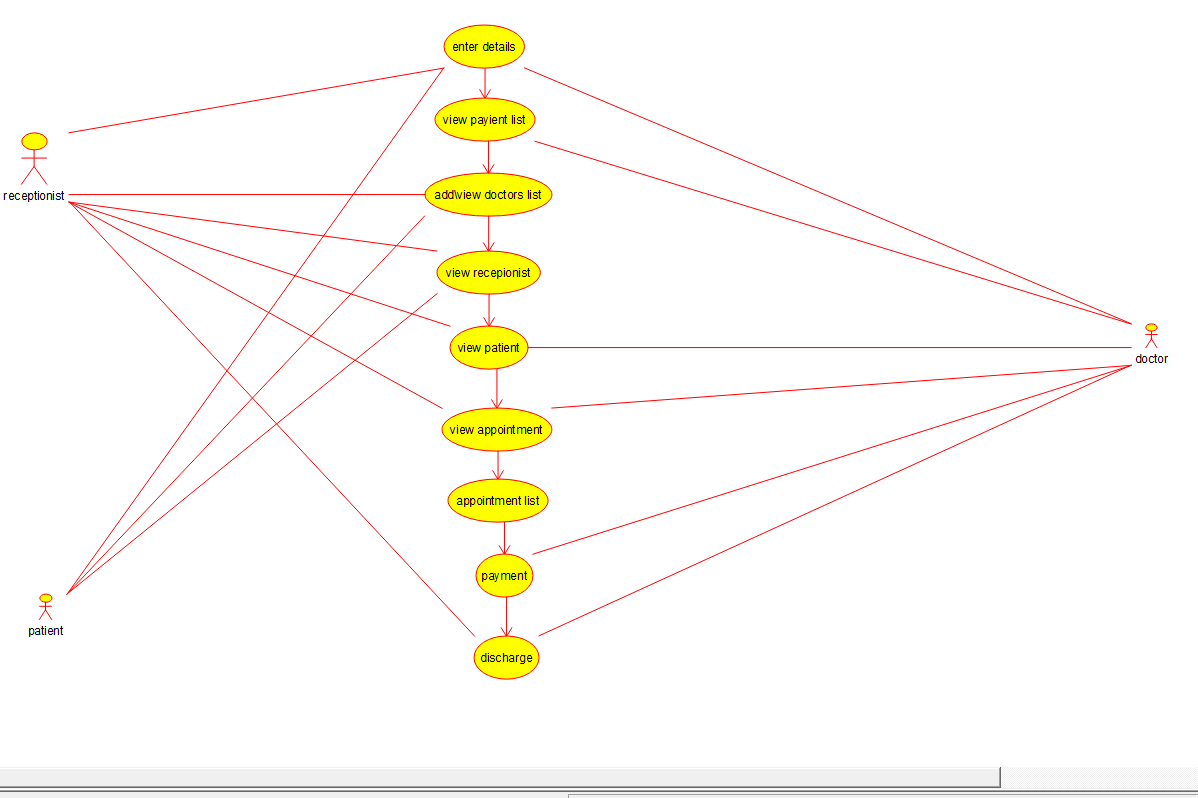 enter details
view payient list
receptionist
add\view doctors list
view recepionist
view patient
doctor
view appointment
appointment list
payment
patient
discharge